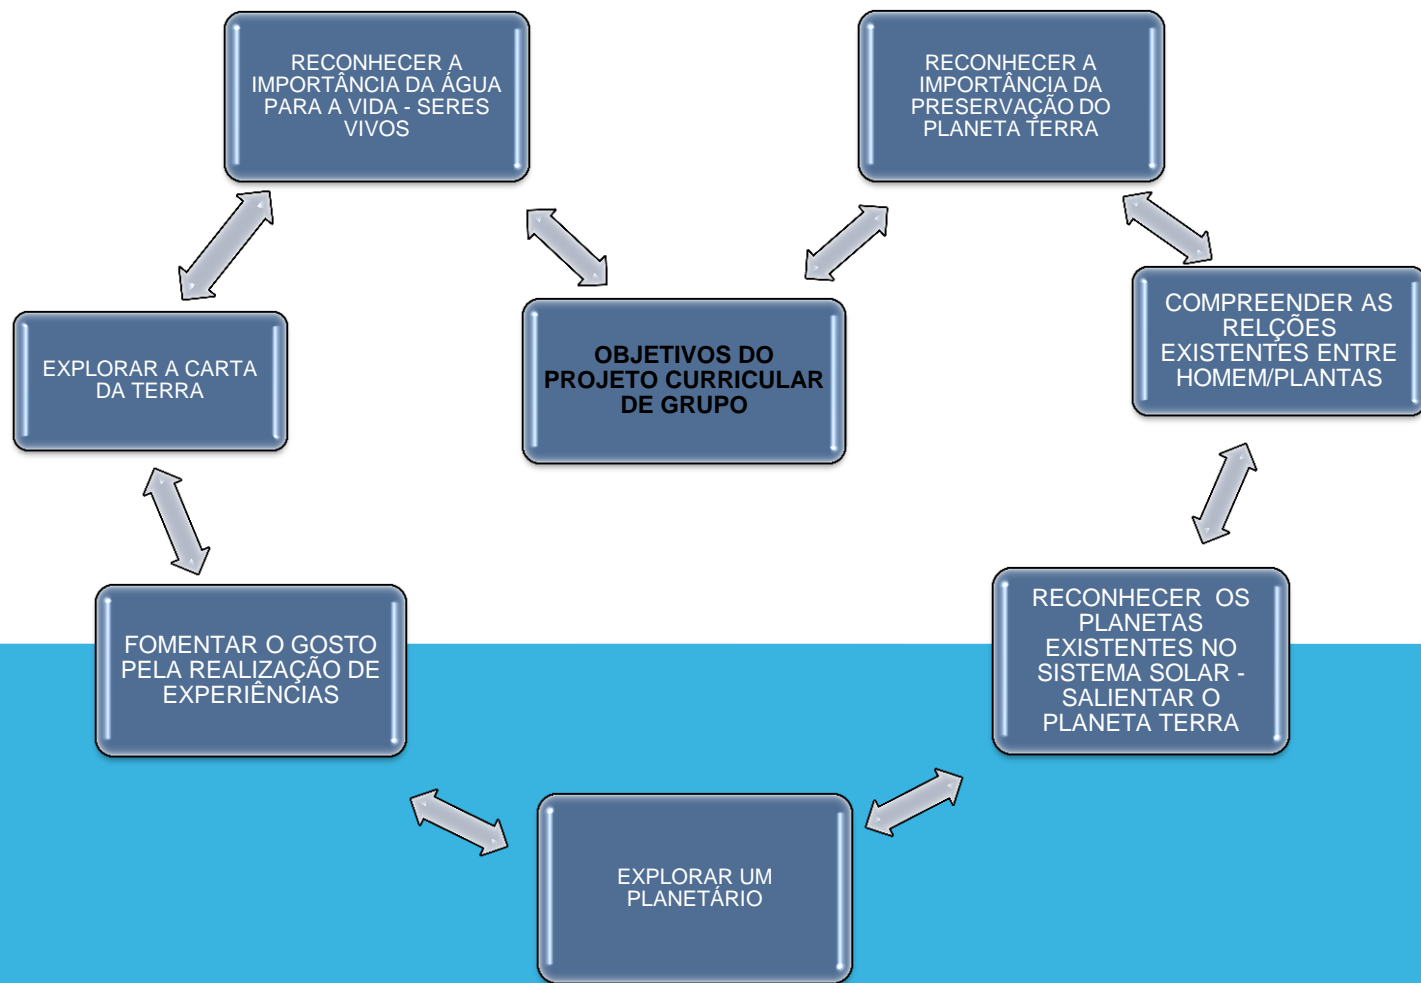 RECONHECER A
IMPORTÂNCIA DA ÁGUA
PARA A VIDA - SERES
VIVOS
RECONHECER A
IMPORTÂNCIA DA
PRESERVAÇÃO DO
PLANETA TERRA
EXPLORAR A CARTA
DA TERRA
OBJETIVOS DO
PROJETO CURRICULAR
DE GRUPO
COMPREENDER AS
RELÇÕES
EXISTENTES ENTRE
HOMEM/PLANTAS
FOMENTAR O GOSTO
PELA REALIZAÇÃO DE
EXPERIÊNCIAS
RECONHECER OS
PLANETAS
EXISTENTES NO
SISTEMA SOLAR -
SALIENTAR O
PLANETA TERRA
EXPLORAR UM
PLANETÁRIO